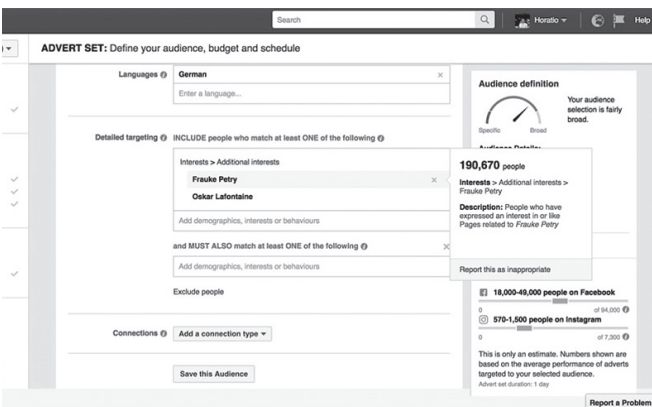 Search
Horatio
Help
ADVERT SET: Define your audience, budget and schedule
Languages
German
Enter a language...
Detailed targeting
INCLUDE people who match at least ONE of the following
Interests > Additional interests
Frauke Petry
Oskar Lafontaine
Add demographics, interests or behaviours
and MUST ALSO match at least ONE of the following
Add demographics, interests or behaviours
Exclude people
Connections
Add a connection type
Save this Audience
Audience definition
Your audience
selection is fairly
broad.
Specific
Broad
Audience Details:
190,670 people
Interests > Additional interests >
Frauke Petry
Description: People who have
expressed an interest in or like
Pages related to Frauke Petry
Report this as inappropriate
18,000-49,000 people on Facebook
0
of 94,000
570-1,500 people on Instagram
0
of 7,300
This is only an estimate. Numbers shown are
based on the average performance of adverts
targeted to your selected audience.
Advert set duration: 1 day
Report a Problem